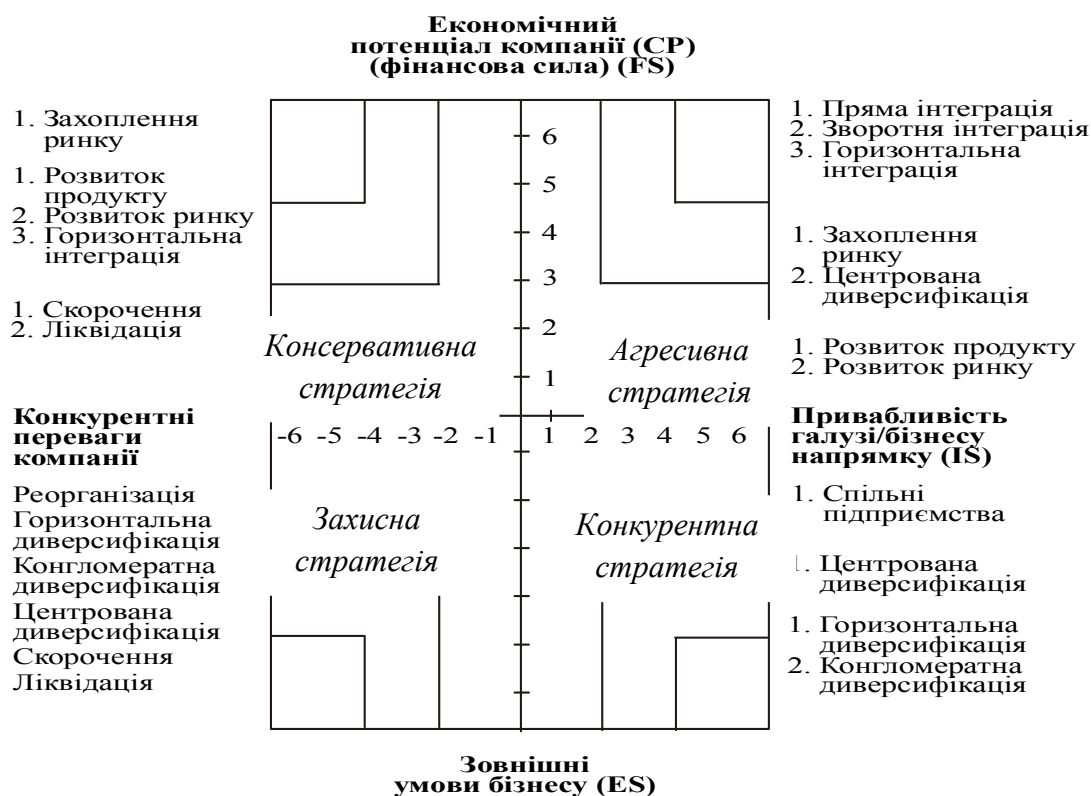 Економічний
потенціал компанії (СР)
(фінансова сила) (FS)
1. Захоплення
ринку
1. Розвиток
продукту
2. Розвиток ринку
3. Горизонтальна
інтеграція
1. Скорочення
2. Ліквідація
6
5
4
3
2
1
Консервативна
стратегія
Агресивна
стратегія
1. Пряма інтеграція
2. Зворотня інтеграція
3. Горизонтальна
інтеграція
1. Захоплення
ринку
2. Центрована
диверсифікація
1. Розвиток продукту
2. Розвиток ринку
Конкурентні
переваги
компанії
-6 -5 -4 -3 -2 -1 1 2 3 4 5 6
Привабливість
галузі/бізнесу
напрямку (IS)
Реорганізація
Горизонтальна
диверсифікація
Конгломератна
диверсифікація
Центрована
диверсифікація
Скорочення
Ліквідація
Захисна
стратегія
Конкурентна
стратегія
1. Спільні
підприємства
1. Центрована
диверсифікація
1. Горизонтальна
диверсифікація
2. Конгломератна
диверсифікація
Зовнішні
умови бізнесу (ES)